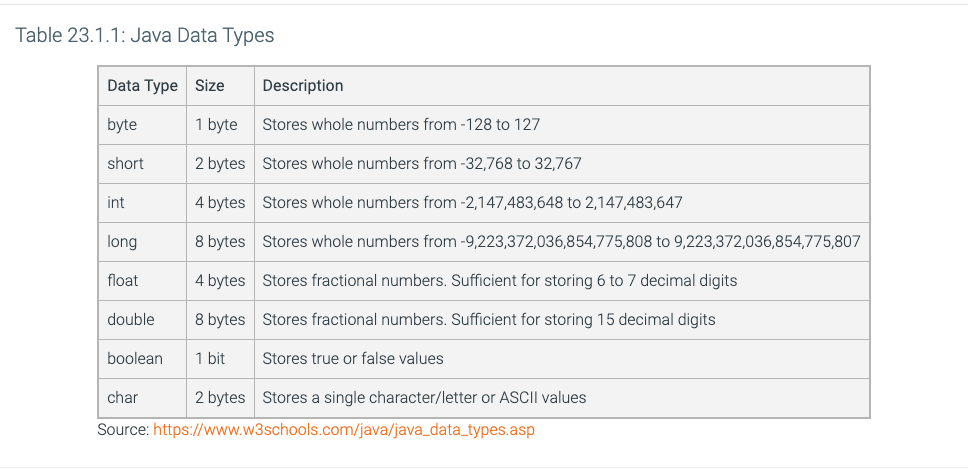 Table 23.1.1: Java Data Types
Data Type Size Description
byte 1 byte Stores whole numbers from -128 to 127
short 2 bytes Stores whole numbers from -32,768 to 32,767
int 4 bytes Stores whole numbers from -2,147,483,648 to 2,147,483,647
long 8 bytes Stores whole numbers from -9,223,372,036,854,775,808 to 9,223,372,036,854,775,807
float 4 bytes Stores fractional numbers. Sufficient for storing 6 to 7 decimal digits
double 8 bytes Stores fractional numbers. Sufficient for storing 15 decimal digits
boolean 1 bit Stores true or false values
char 2 bytes Stores a single character/letter or ASCII values
Source: https://www.w3schools.com/java/java_data_types.asp